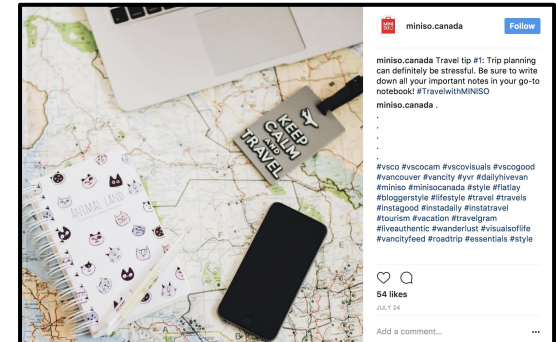 MINI
SO
miniso.canada
Follow
miniso.canada Travel tip #1: Trip planning
can definitely be stressful. Be sure to write
down all your important notes in your go-to
notebook! #TravelwithMINISO
miniso.canada .
.
.
.
.
.
#vsco #vscocam #vscovisuals #vscogood
#vancouver #vancity #yvr #dailyhivevan
#miniso #minisocanada #style #flatlay
#bloggerstyle #lifestyle #travel #travels
#instagood #instadaily #instatravel
#tourism #vacation #travelgram
#liveauthentic #wanderlust #visualsoflife
#vancityfeed #roadtrip #essentials #style
54 likes
JULY 24
Add a comment...
KEEP
CALM
AND
TRAVEL
ANIMAL LAND